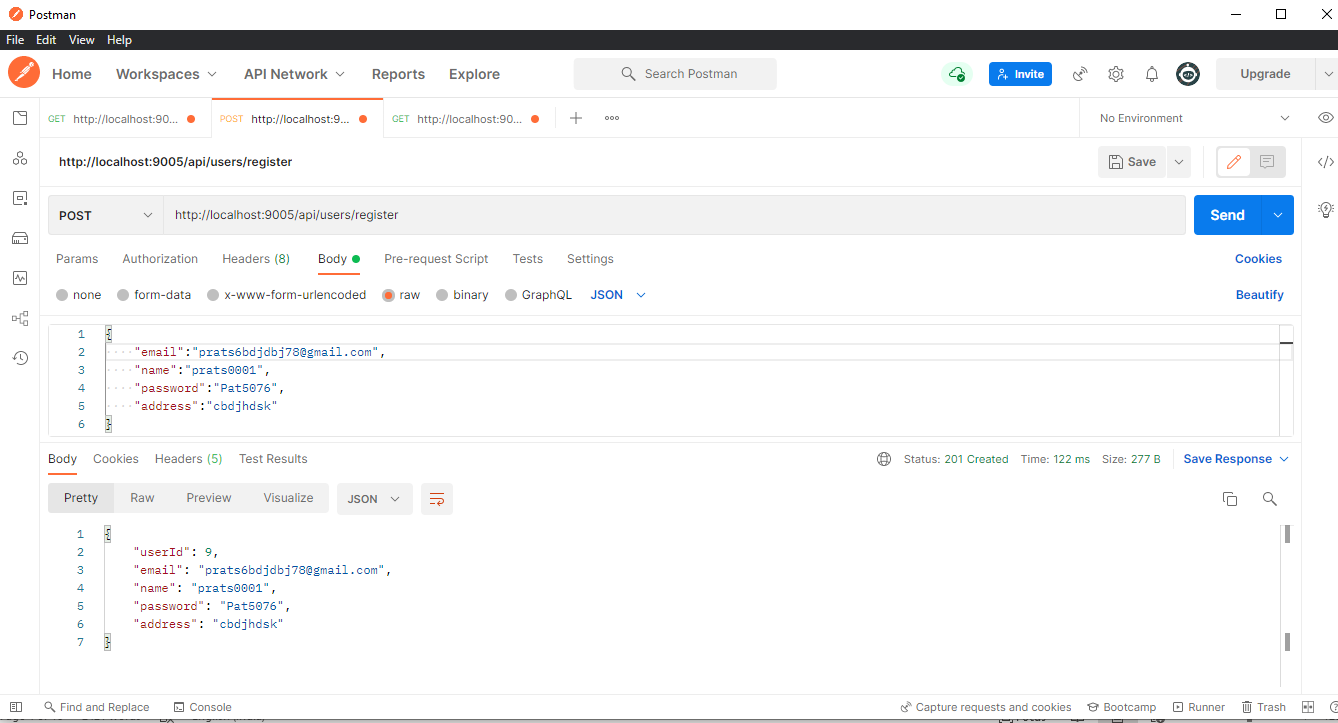 Postman
File Edit View Help
Home Workspaces API Network Reports Explore Search Postman Invite Upgrade
GET http://localhost:90... POST http://localhost:9... GET http://localhost:90... No Environment
http://localhost:9005/api/users/register Save
POST http://localhost:9005/api/users/register Send
Params Authorization Headers (8) Body Pre-request Script Tests Settings Cookies
none form-data x-www-form-urlencoded raw binary GraphQL JSON Beautify
1 {
2 "email":"prats6bdjdbj78@gmail.com",
3 "name":"prats0001",
4 "password":"Pat5076",
5 "address":"cbdjhdsk"
6 }
Body Cookies Headers (5) Test Results Status: 201 Created Time: 122 ms Size: 277 B Save Response
Pretty Raw Preview Visualize JSON
1 {
2 "userId": 9,
3 "email": "prats6bdjdbj78@gmail.com",
4 "name": "prats0001",
5 "password": "Pat5076",
6 "address": "cbdjhdsk"
7 }
Find and Replace Console Capture requests and cookies Bootcamp Runner Trash